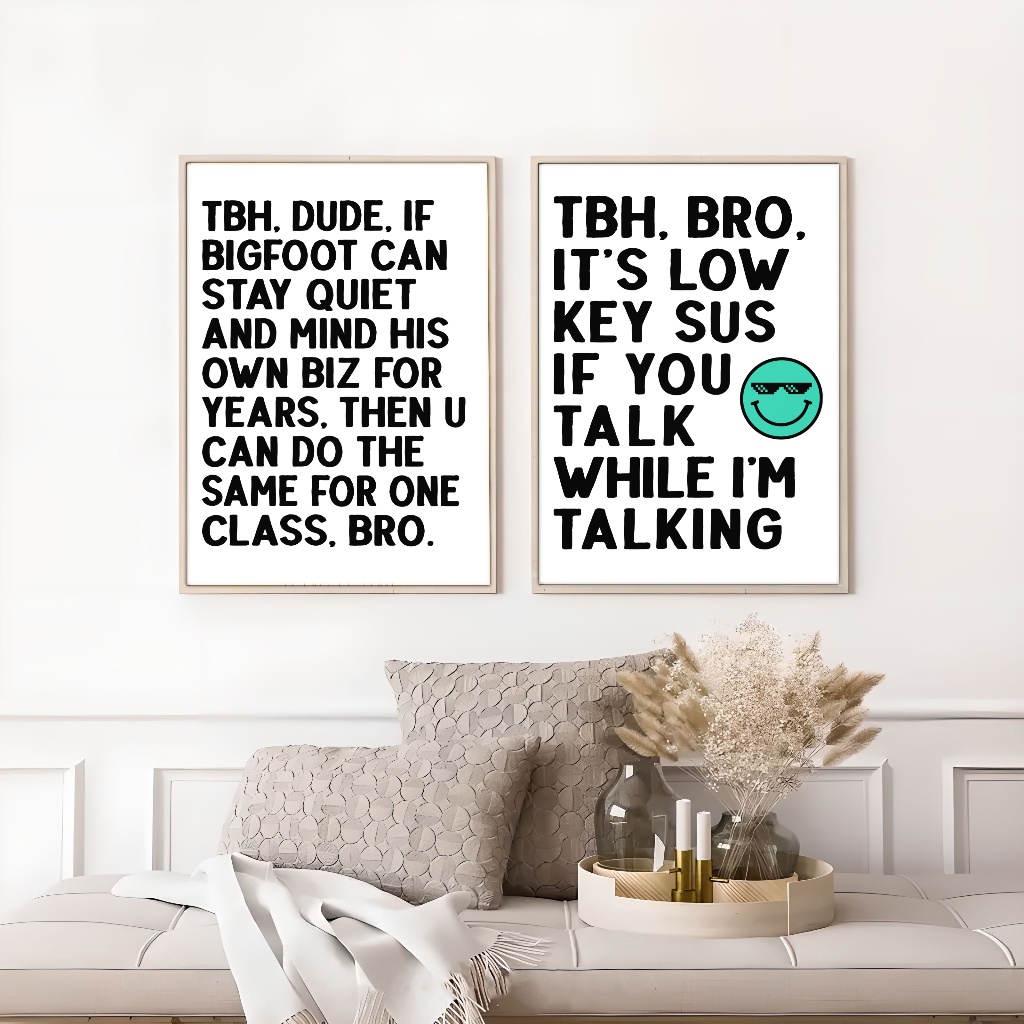 TBH, DUDE, IF
BIGFOOT CAN
STAY QUIET
AND MIND HIS
OWN BIZ FOR
YEARS, THEN U
CAN DO THE
SAME FOR ONE
CLASS, BRO.
TBH, BRO,
IT'S LOW
KEY SUS
IF YOU
TALK
WHILE I'M
TALKING